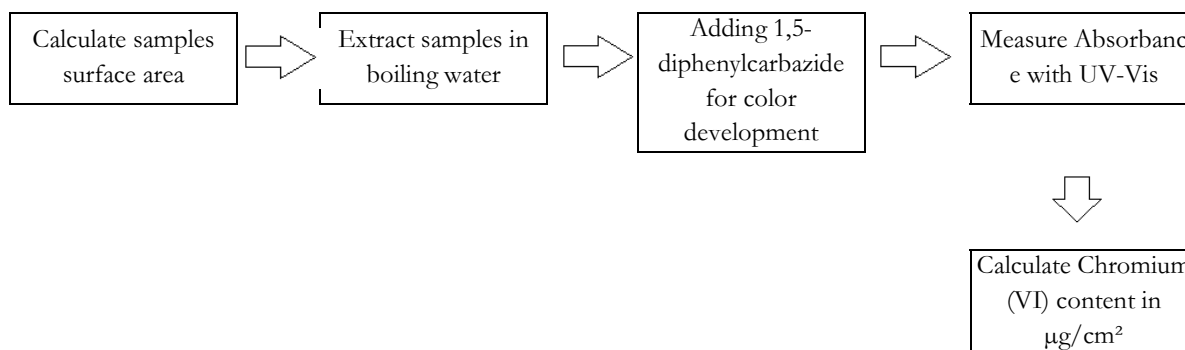 Calculate samples
surface area
Extract samples in
boiling water
Adding 1,5-
diphenylcarbazide
for color
development
Measure Absorbanc
e with UV-Vis
Calculate Chromium
(VI) content in
µg/cm²